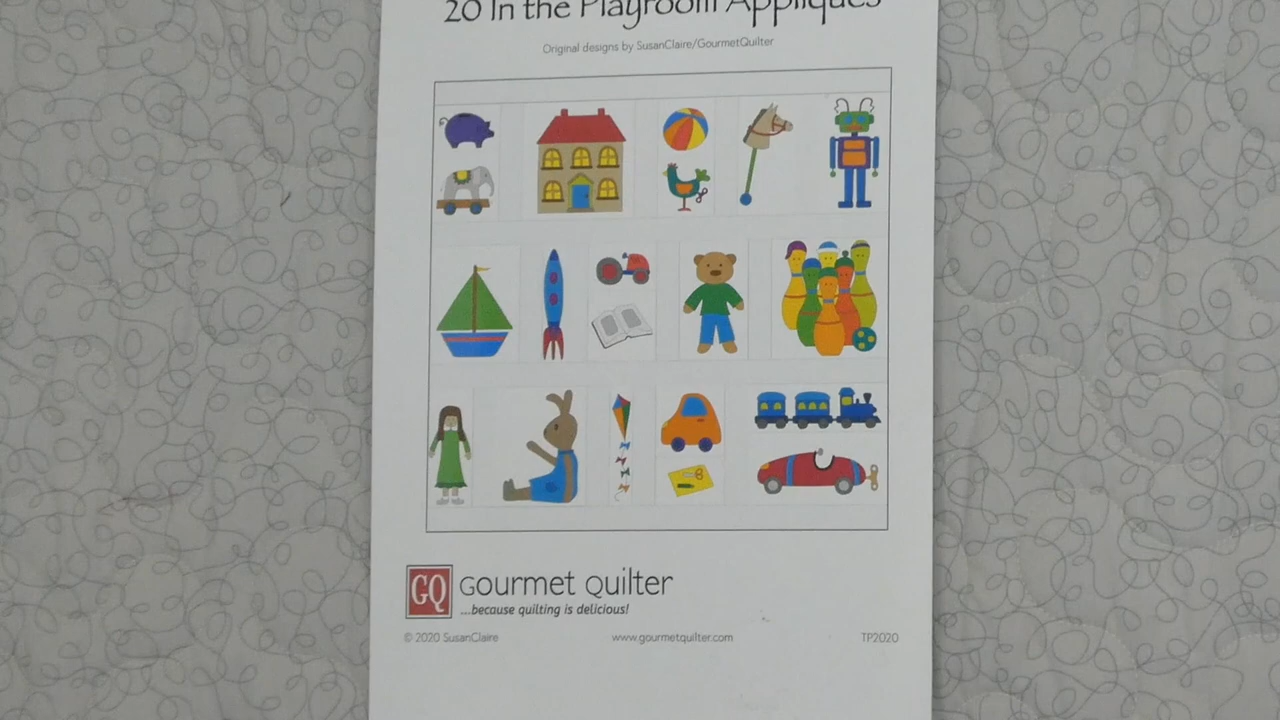 20 In the Playroom Appliqués
Original designs by SusanClaire/GourmetQuilter
GQ Gourmet Quilter
...because quilting is delicious!
© 2020 SusanClaire www.gourmetquilter.com TP2020